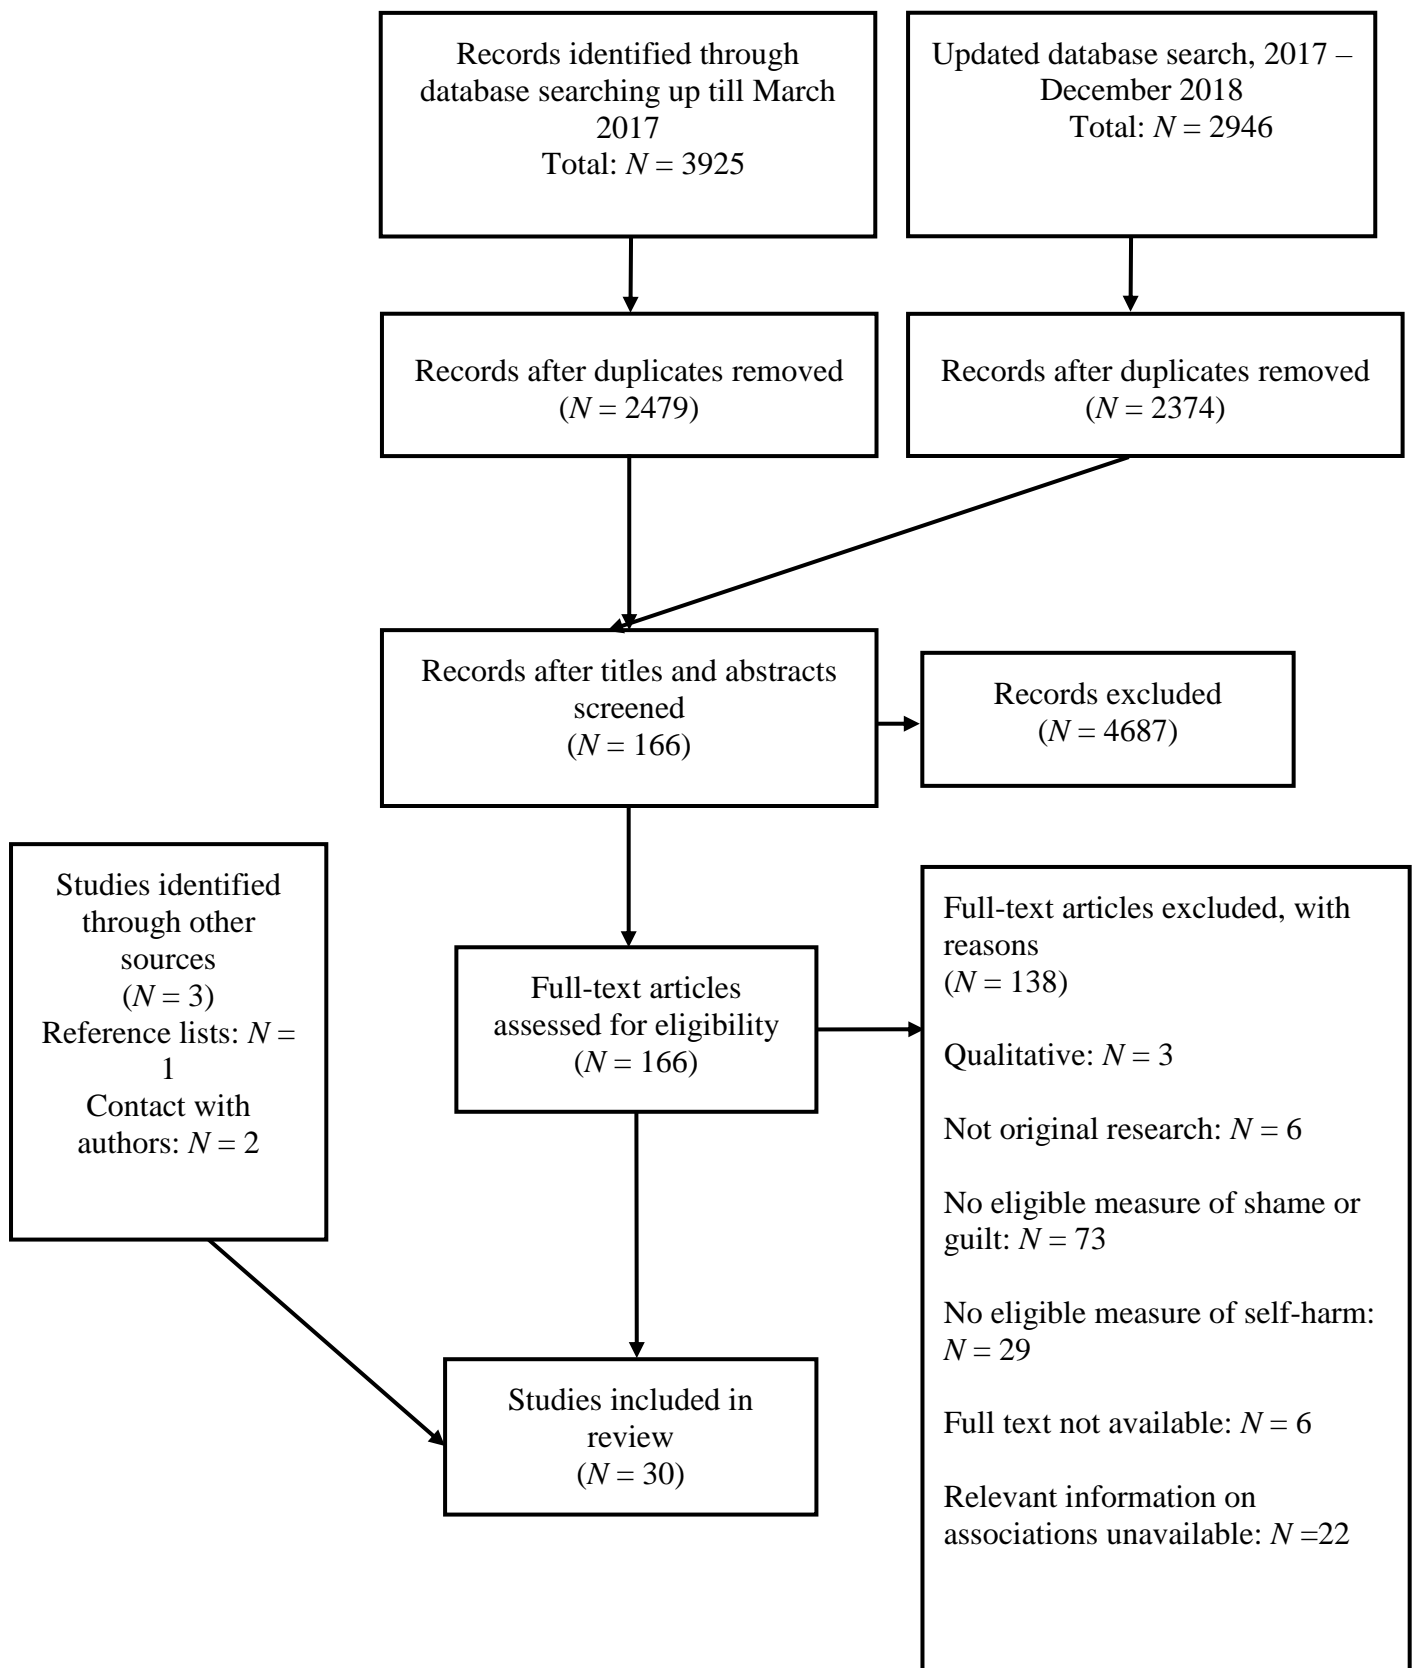 Records identified through
database searching up till March
2017
Total: N = 3925
Updated database search, 2017 –
December 2018
Total: N = 2946
Records after duplicates removed
(N = 2479)
Records after duplicates removed
(N = 2374)
Records after titles and abstracts
screened
(N = 166)
Records excluded
(N = 4687)
Studies identified
through other
sources
(N = 3)
Reference lists: N =
1
Contact with
authors: N = 2
Full-text articles
assessed for eligibility
(N = 166)
Full-text articles excluded, with
reasons
(N = 138)
Qualitative: N = 3
Not original research: N = 6
No eligible measure of shame or
guilt: N = 73
No eligible measure of self-harm:
N = 29
Full text not available: N = 6
Relevant information on
associations unavailable: N =22
Studies included in
review
(N = 30)